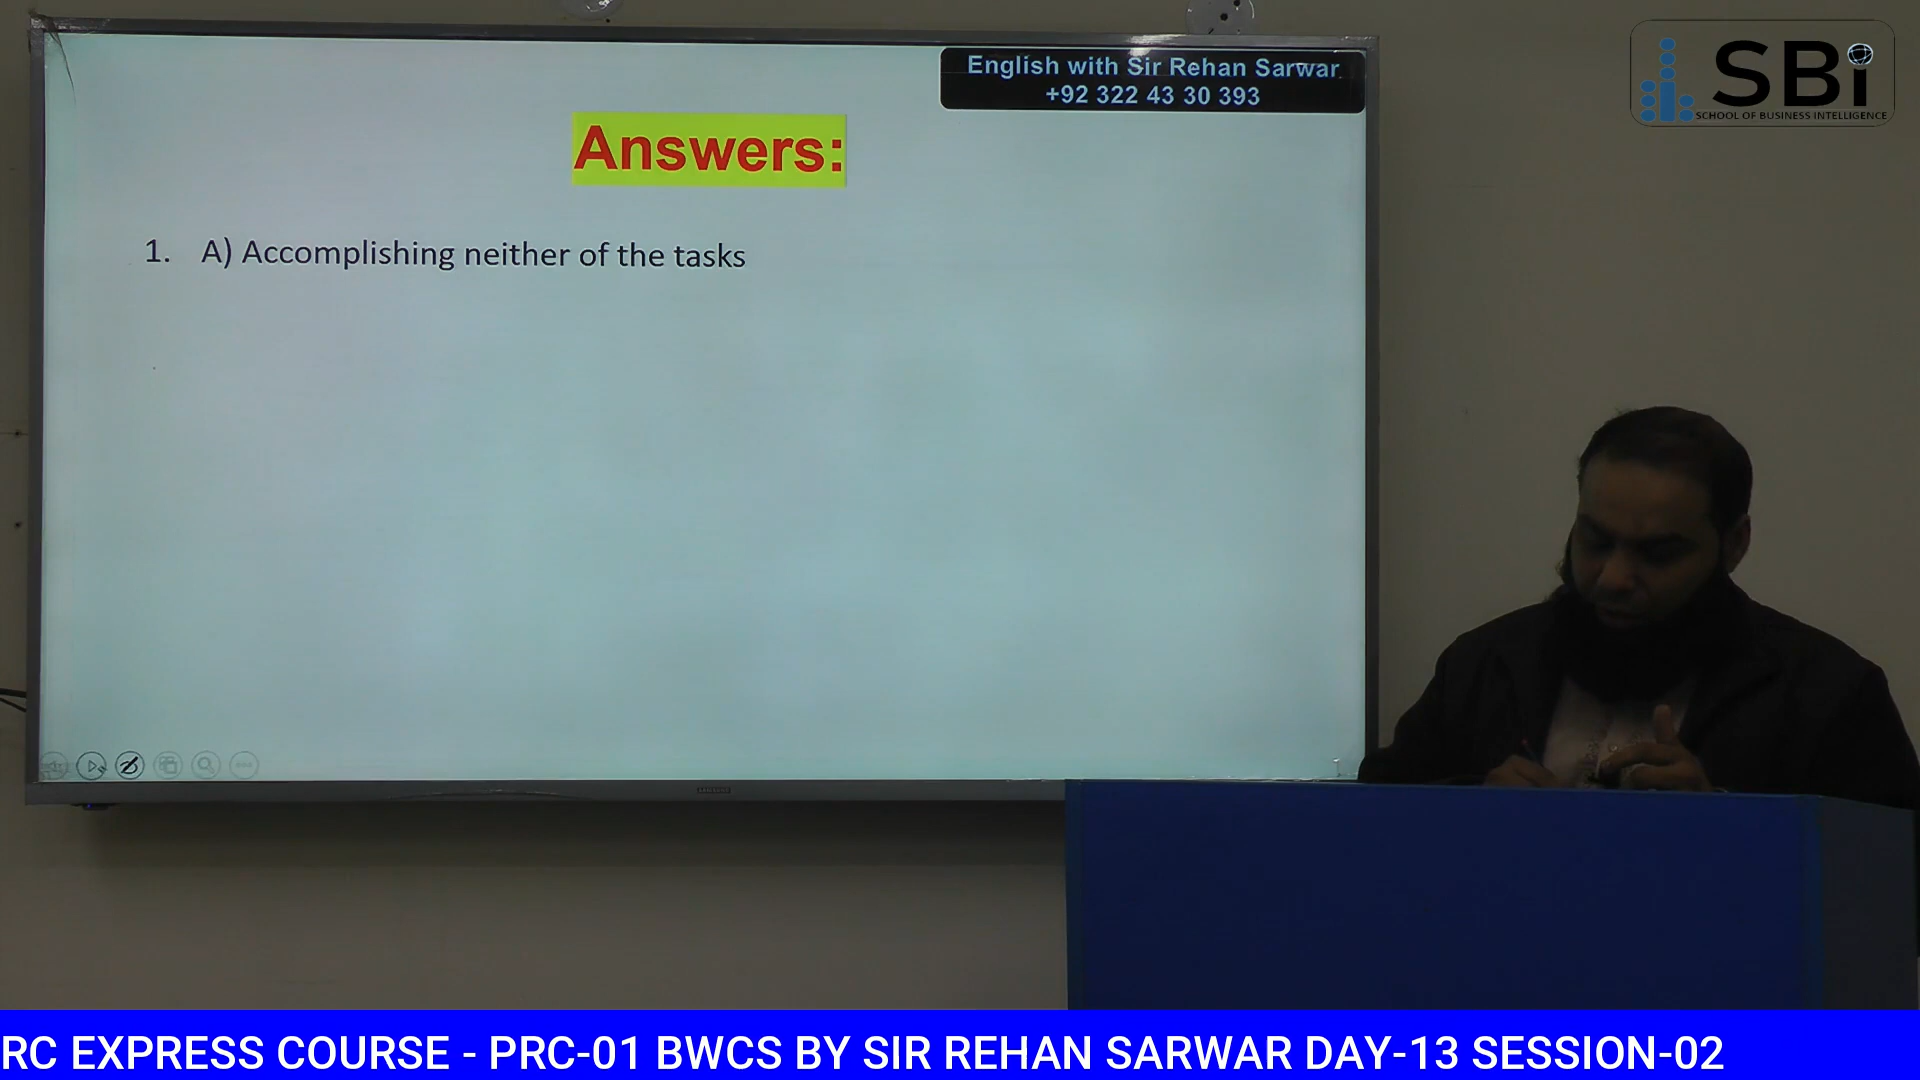 English with Sir Rehan Sarwar
+92 322 43 30 393
SBi
SCHOOL OF BUSINESS INTELLIGENCE
Answers:
1. A) Accomplishing neither of the tasks
SAMSUNG
RC EXPRESS COURSE - PRC-01 BWCS BY SIR REHAN SARWAR DAY-13 SESSION-02